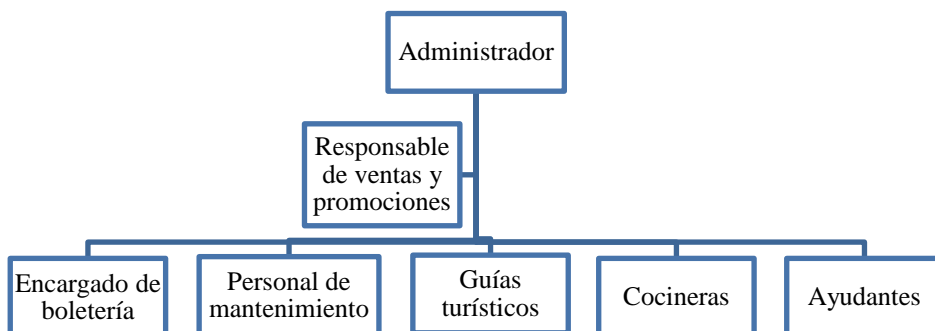 Administrador
Responsable
de ventas y
promociones
Encargado de
boletería
Personal de
mantenimiento
Guías
turísticos
Cocineras
Ayudantes